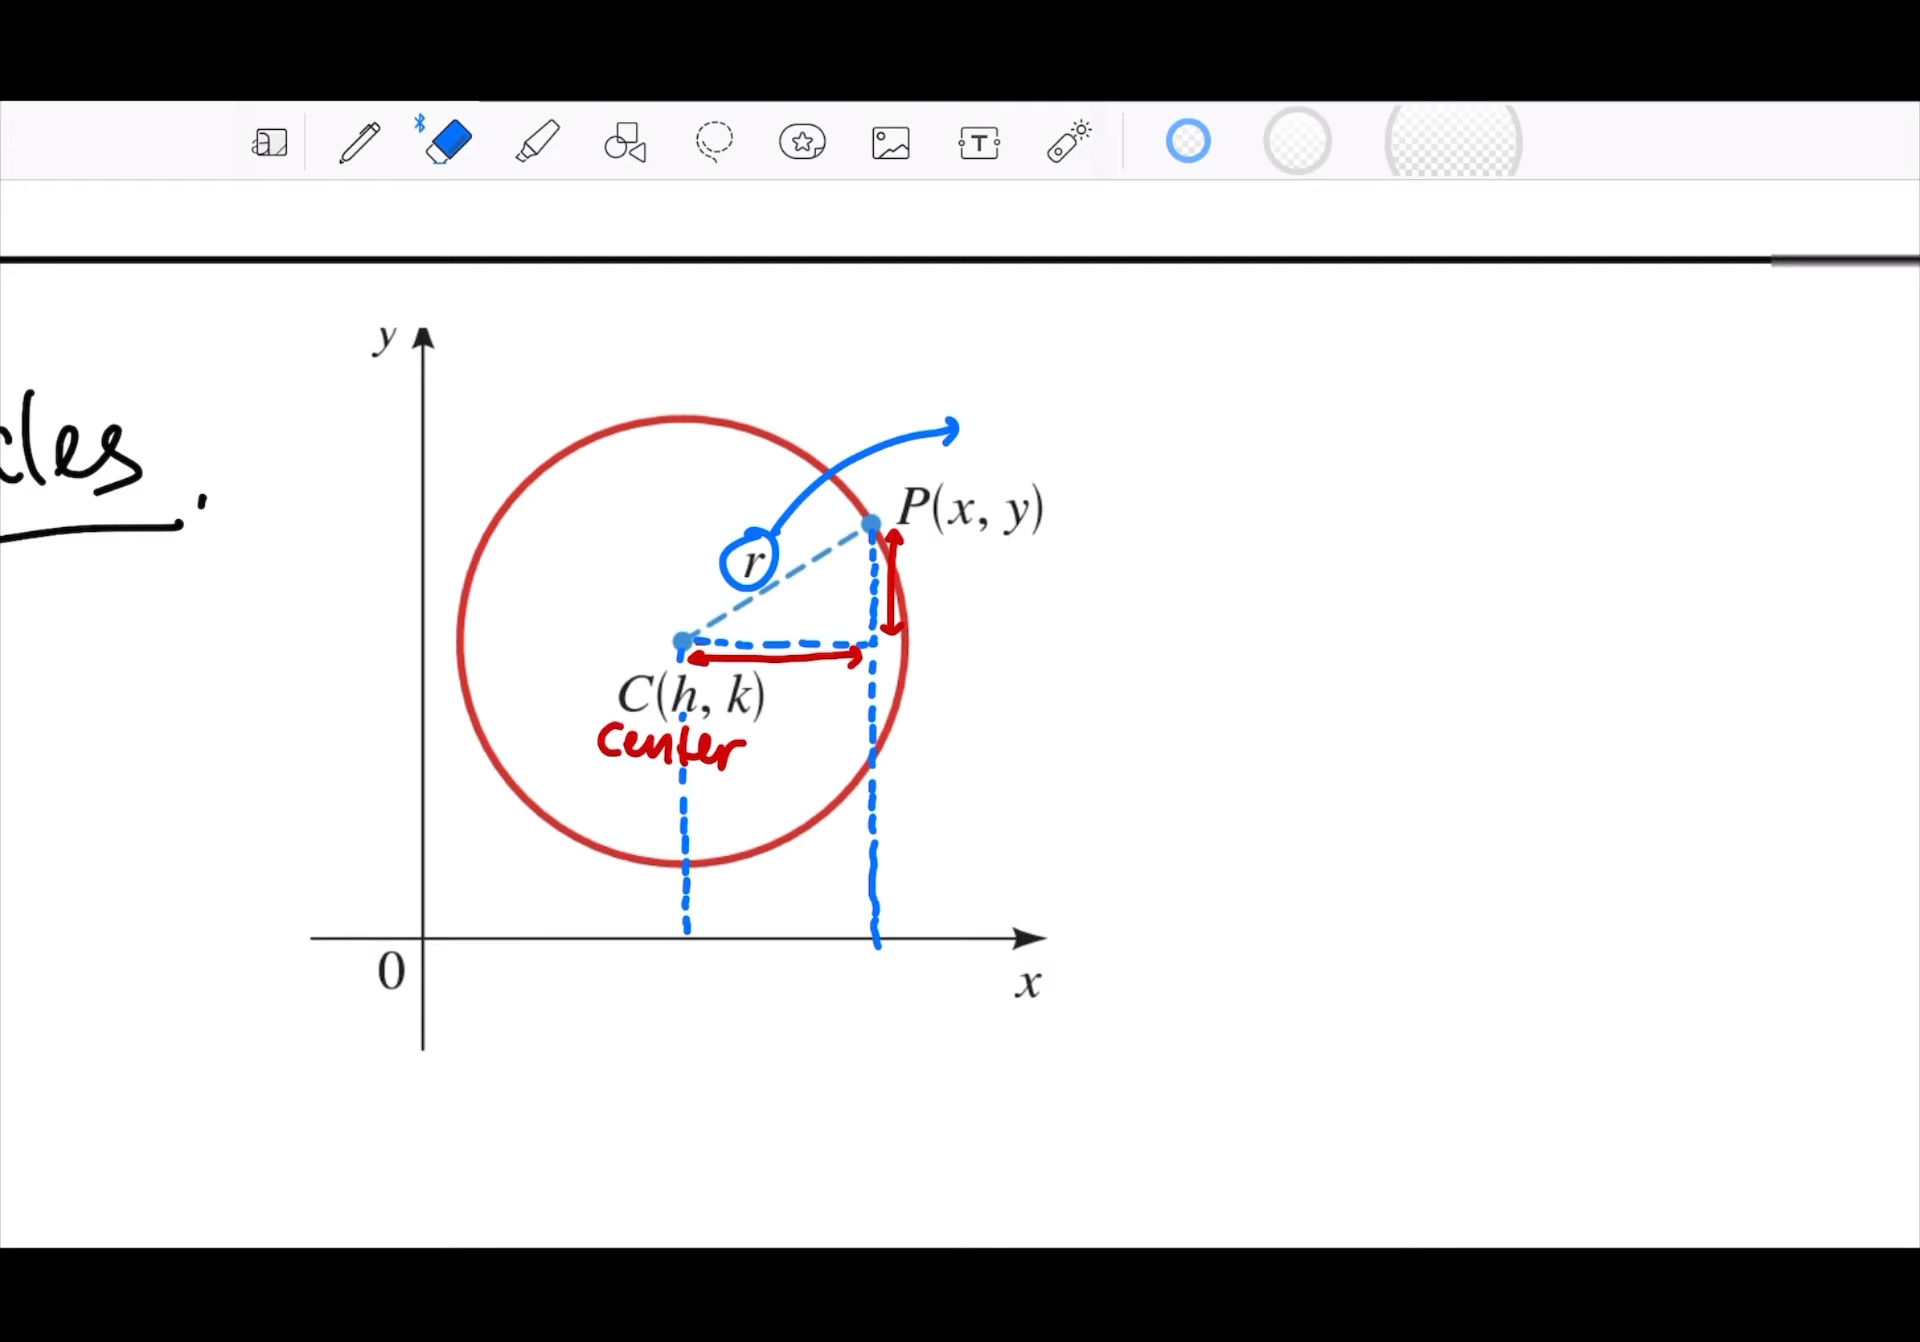 y
cles.
P(x, y)
r
C(h, k)
center
0
x